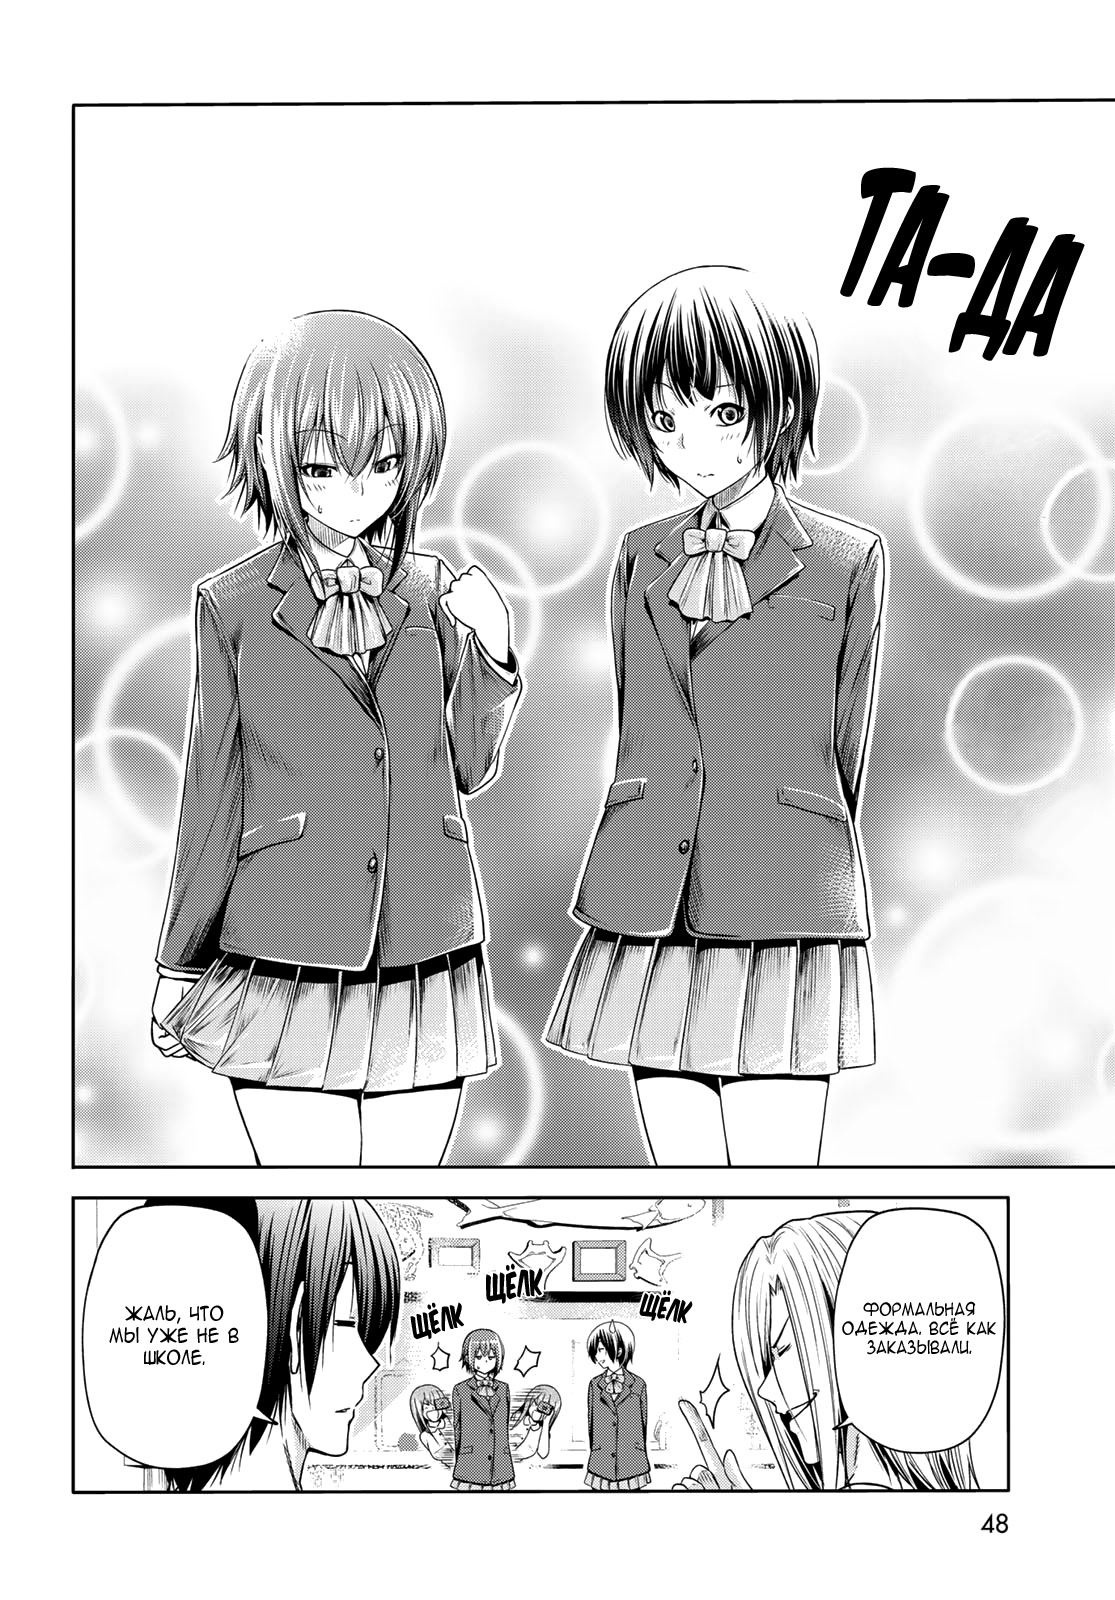 ТА-ДА
ФОРМАЛЬНАЯ
ОДЕЖДА. ВСЁ КАК
ЗАКАЗЫВАЛИ.
ЩЁЛК
ЩЁЛК
ЩЁЛК
ЖАЛЬ, ЧТО
МЫ УЖЕ НЕ В
ШКОЛЕ.
48